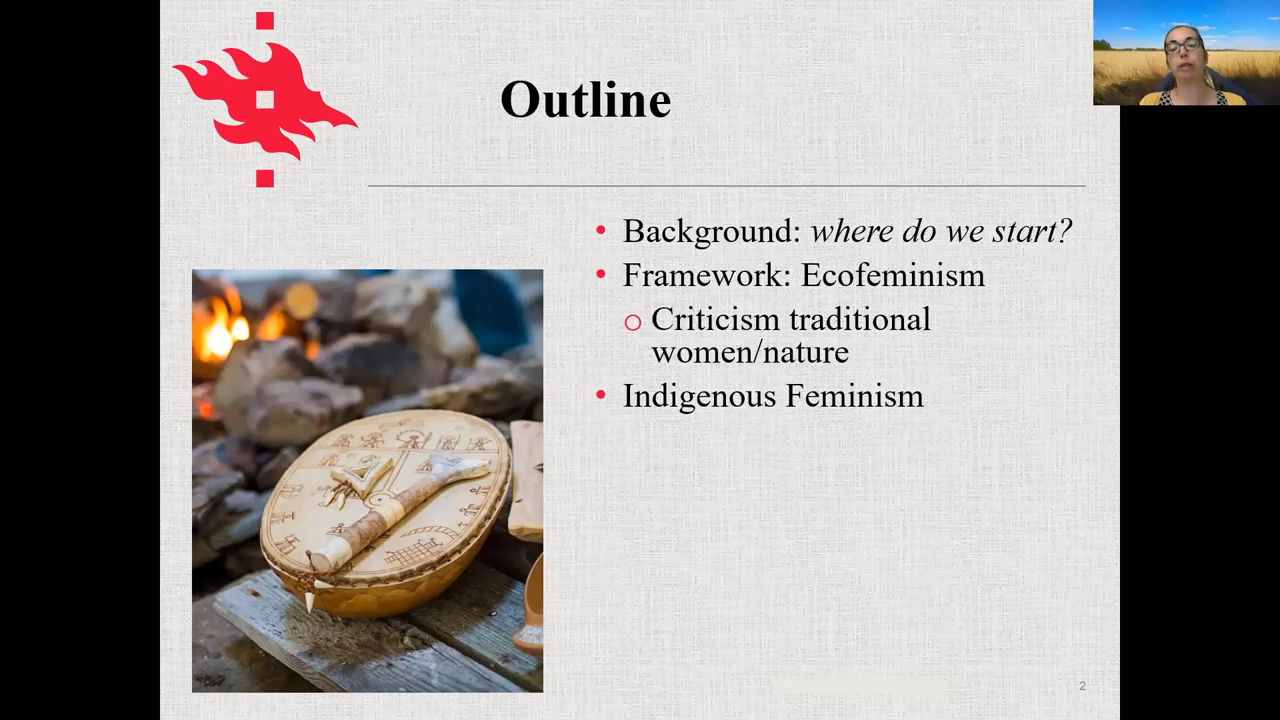 Outline
• Background: where do we start?
• Framework: Ecofeminism
o Criticism traditional
women/nature
• Indigenous Feminism
2